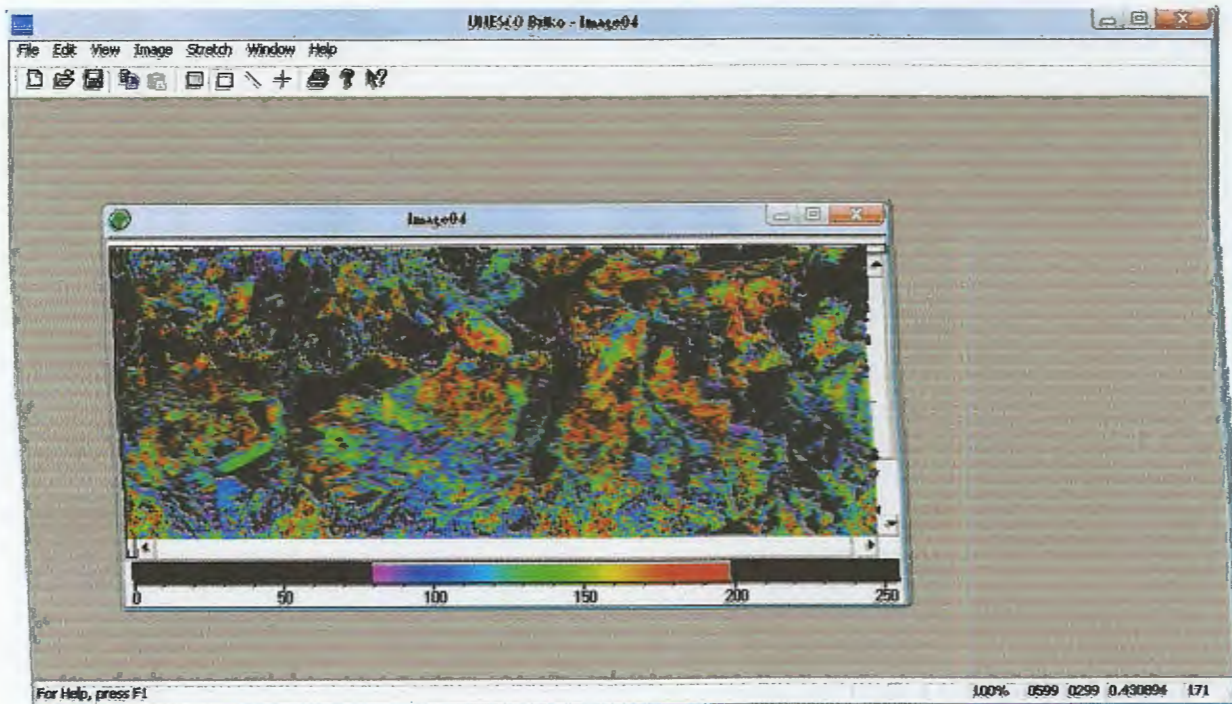 UNESCO Bilko - Image04
File Edit View Image Stretch Window Help
Image04
0 50 100 150 200 250
For Help, press F1
100% 0599 0299 0.430894 171